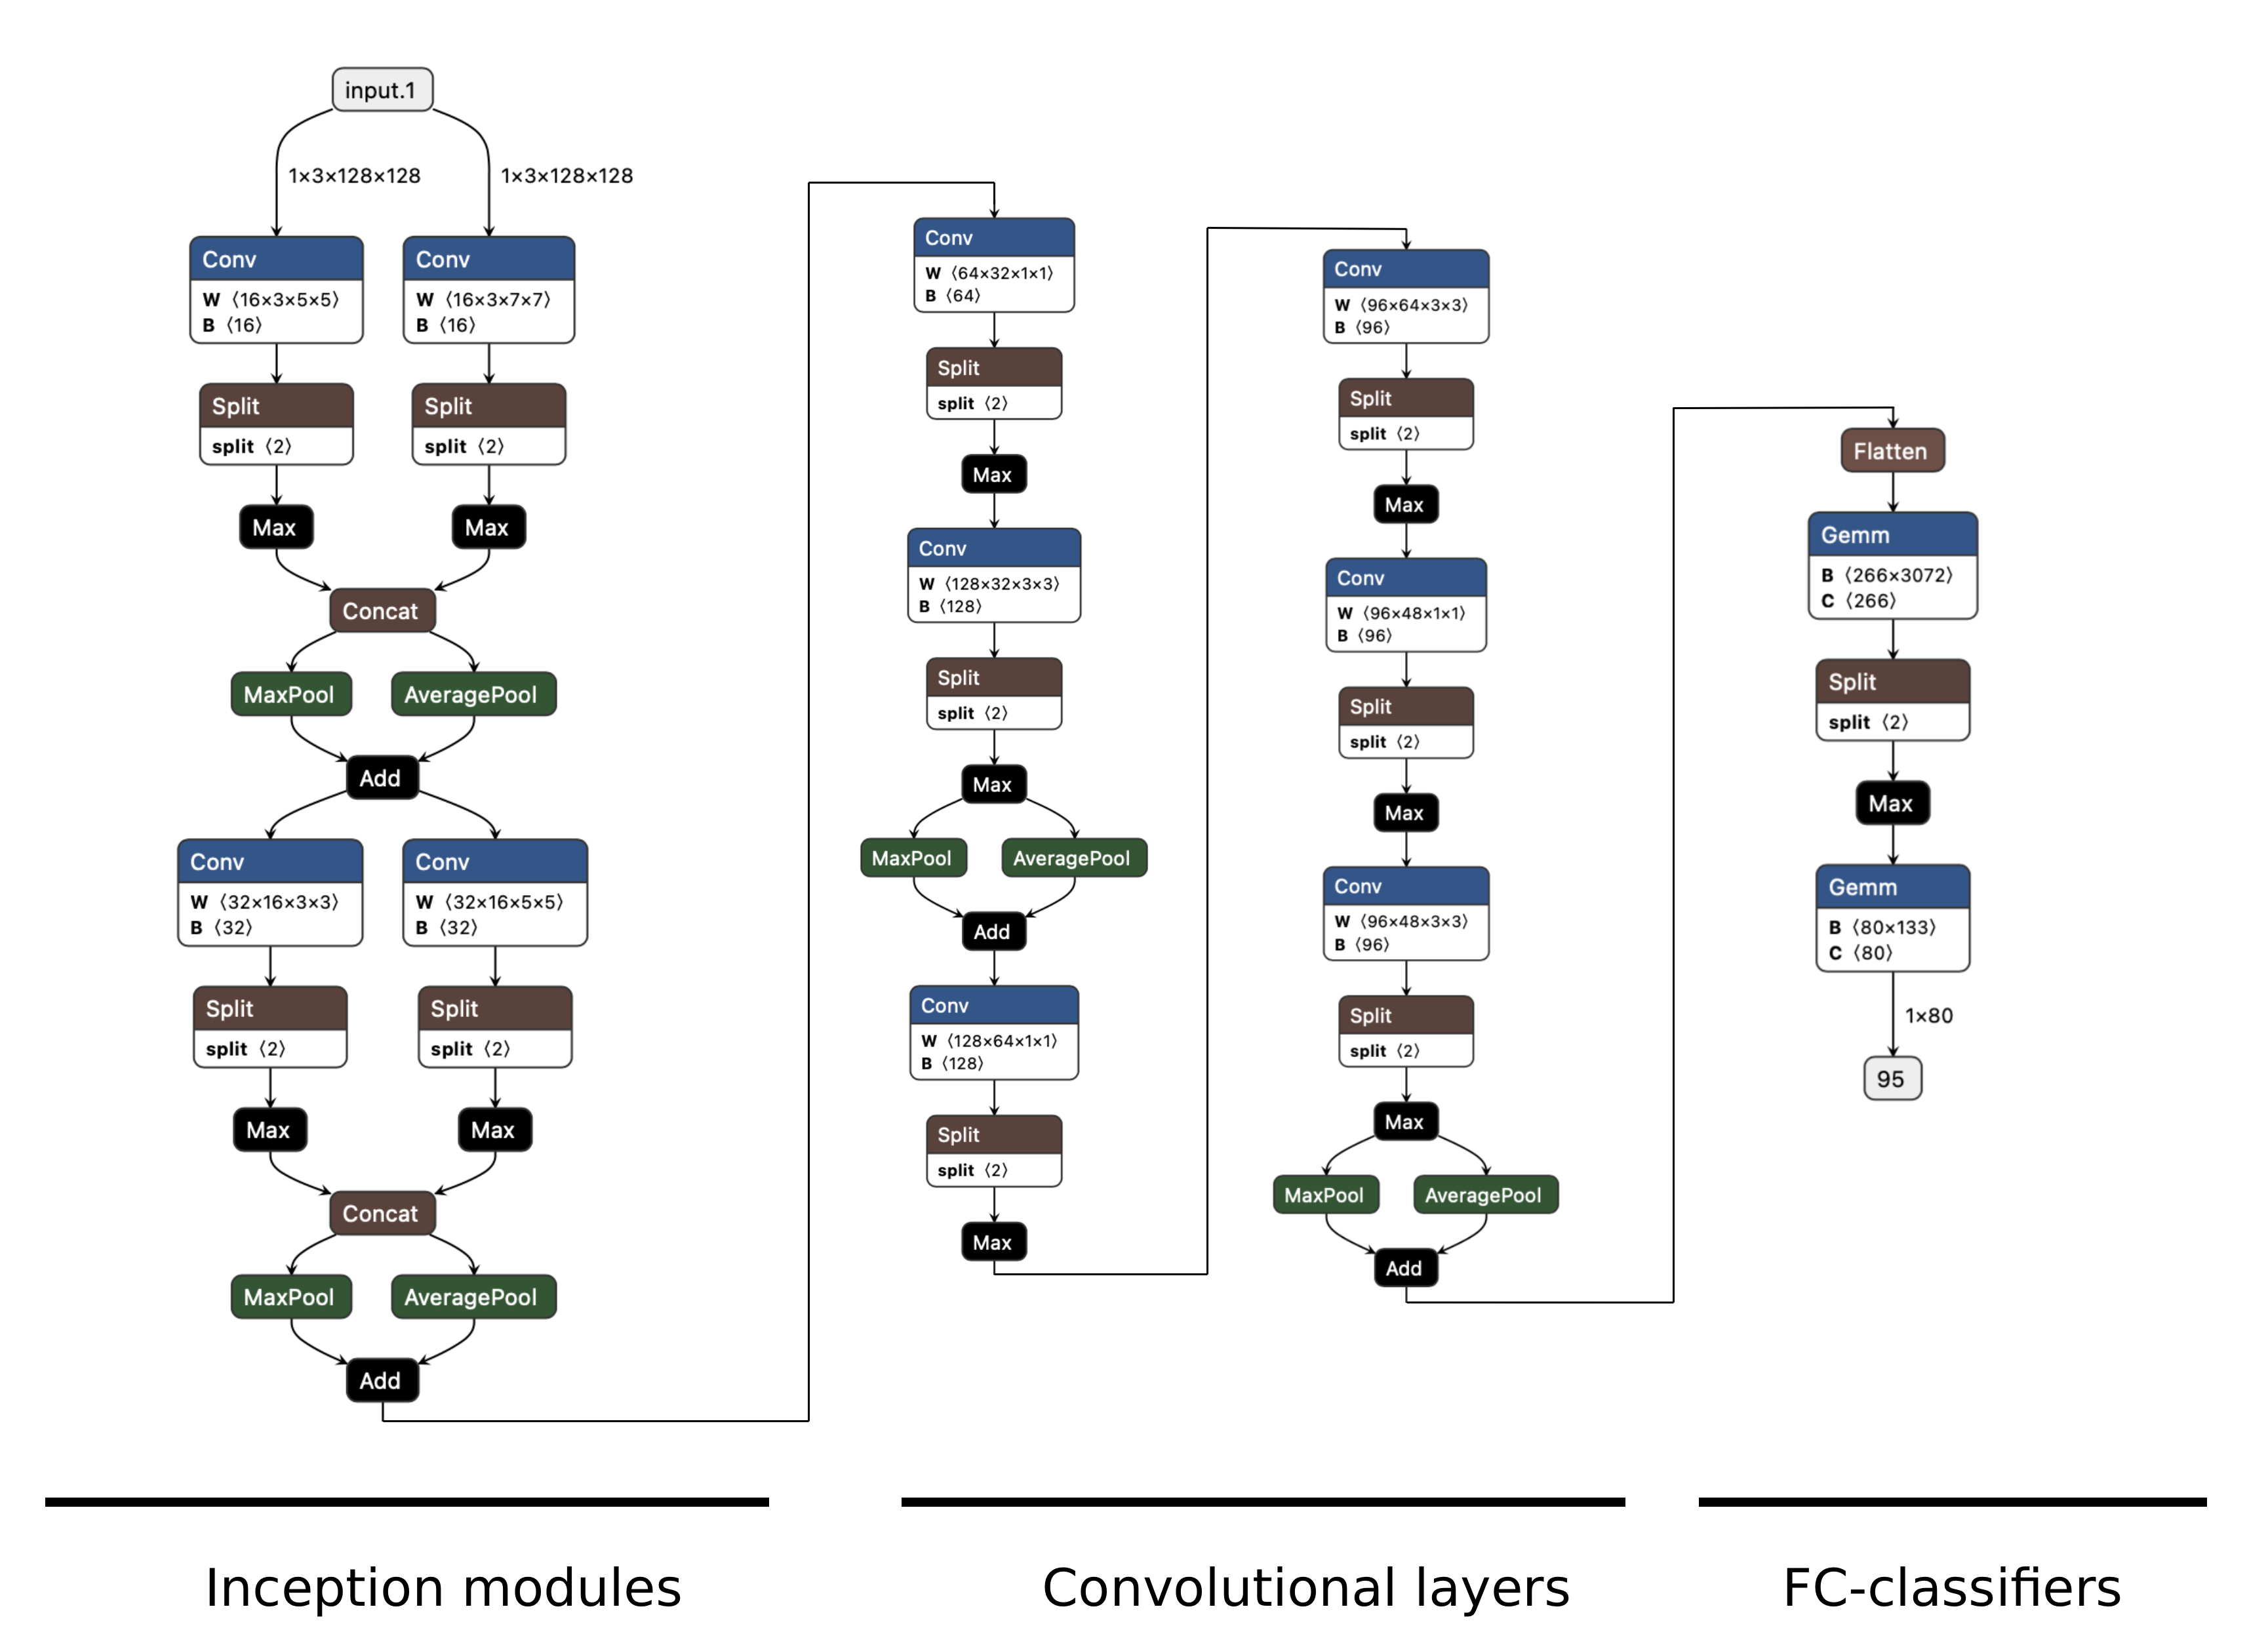 input.1
1×3×128×128
1×3×128×128
Conv
W ⟨16×3×5×5⟩
B ⟨16⟩
Conv
W ⟨16×3×7×7⟩
B ⟨16⟩
Split
split ⟨2⟩
Split
split ⟨2⟩
Max
Max
Concat
MaxPool
AveragePool
Add
Conv
W ⟨32×16×3×3⟩
B ⟨32⟩
Conv
W ⟨32×16×5×5⟩
B ⟨32⟩
Split
split ⟨2⟩
Split
split ⟨2⟩
Max
Max
Concat
MaxPool
AveragePool
Add
Conv
W ⟨64×32×1×1⟩
B ⟨64⟩
Split
split ⟨2⟩
Max
Conv
W ⟨128×32×3×3⟩
B ⟨128⟩
Split
split ⟨2⟩
Max
MaxPool
AveragePool
Add
Conv
W ⟨128×64×1×1⟩
B ⟨128⟩
Split
split ⟨2⟩
Max
Conv
W ⟨96×64×3×3⟩
B ⟨96⟩
Split
split ⟨2⟩
Max
Conv
W ⟨96×48×1×1⟩
B ⟨96⟩
Split
split ⟨2⟩
Max
Conv
W ⟨96×48×3×3⟩
B ⟨96⟩
Split
split ⟨2⟩
Max
MaxPool
AveragePool
Add
Flatten
Gemm
B ⟨266×3072⟩
C ⟨266⟩
Split
split ⟨2⟩
Max
Gemm
B ⟨80×133⟩
C ⟨80⟩
1×80
95
Inception modules
Convolutional layers
FC-classifiers